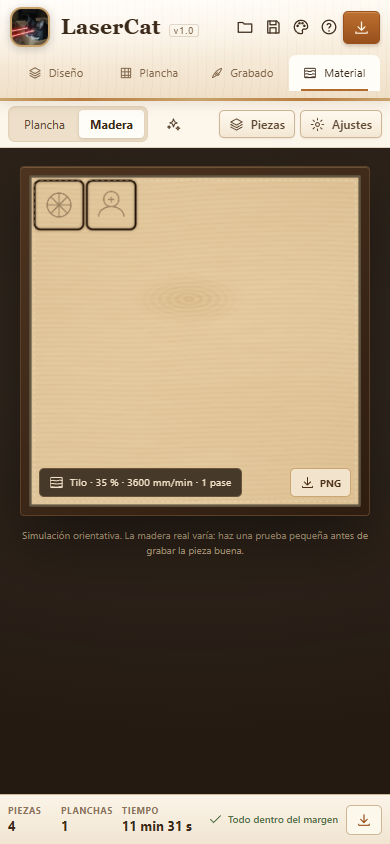 LaserCat v1.0
Diseño
Plancha
Grabado
Material
Plancha
Madera
Piezas
Ajustes
Tilo · 35 % · 3600 mm/min · 1 pase
PNG
Simulación orientativa. La madera real varía: haz una prueba pequeña antes de
grabar la pieza buena.
PIEZAS
4
PLANCHAS
1
TIEMPO
11 min 31 s
Todo dentro del margen